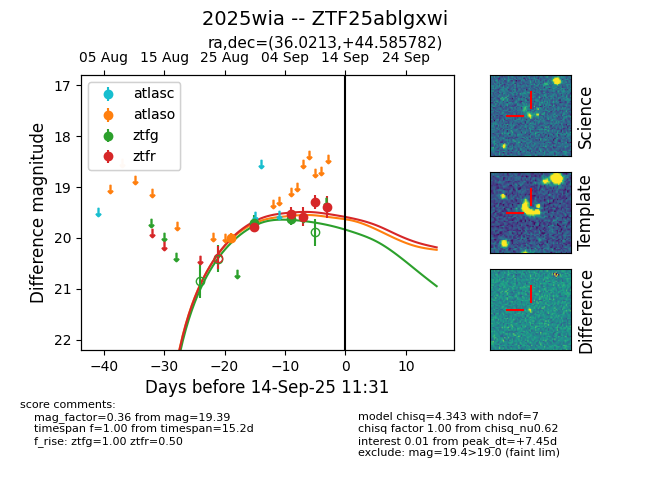 2025wia -- ZTF25ablgxwi
ra,dec=(36.0213,+44.585782)
05 Aug 15 Aug 25 Aug 04 Sep 14 Sep 24 Sep
Difference magnitude
17
18
19
20
21
22
atlasc
atlaso
ztfg
ztfr
−40 −30 −20 −10 0 10
Days before 14-Sep-25 11:31
Science
Template
Difference
score comments:
mag_factor=0.36 from mag=19.39
timespan f=1.00 from timespan=15.2d
f_rise: ztfg=1.00 ztfr=0.50
model chisq=4.343 with ndof=7
chisq factor 1.00 from chisq_nu0.62
interest 0.01 from peak_dt=+7.45d
exclude: mag=19.4>19.0 (faint lim)